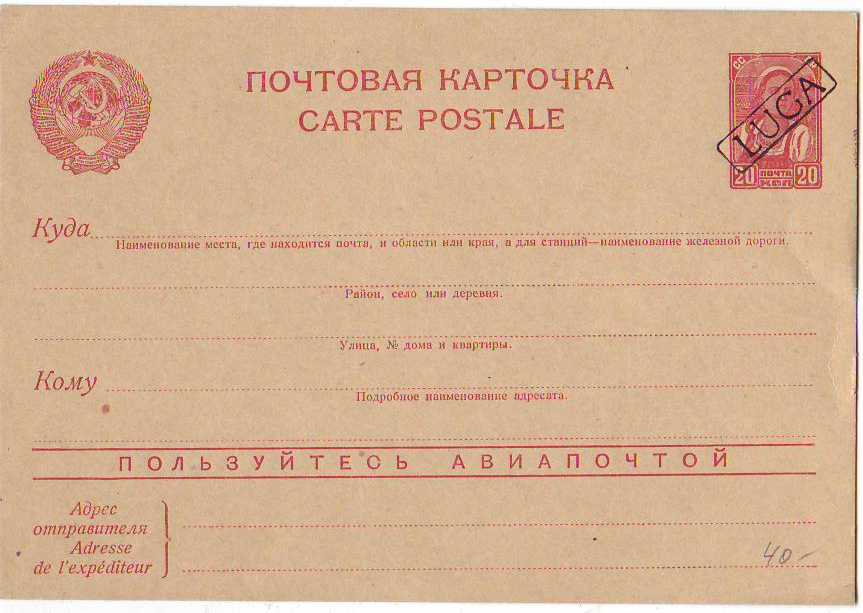 ПОЧТОВАЯ КАРТОЧКА
CARTE POSTALE
СС
LUGA
20 ПОЧТА КОП 20
Куда
Наименование места, где находится почта, и области или края, а для станций—наименование железной дороги.
Район, село или деревня.
Улица, № дома и квартиры.
Кому
Подробное наименование адресата.
ПОЛЬЗУЙТЕСЬ АВИАПОЧТОЙ
Адрес
отправителя
Adresse
de l'expéditeur
40-